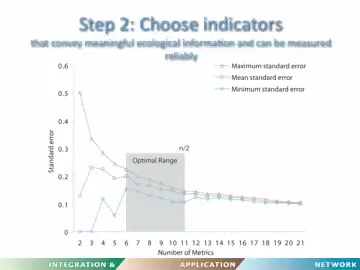 Step 2: Choose indicators
that convey meaningful ecological information and can be measured
reliably
Maximum standard error
Mean standard error
Minimum standard error
0.6
0.5
0.4
0.3
0.2
0.1
0
Standard error
n/2
Optimal Range
2 3 4 5 6 7 8 9 10 11 12 13 14 15 16 17 18 19 20 21
Number of Metrics
INTEGRATION & APPLICATION NETWORK